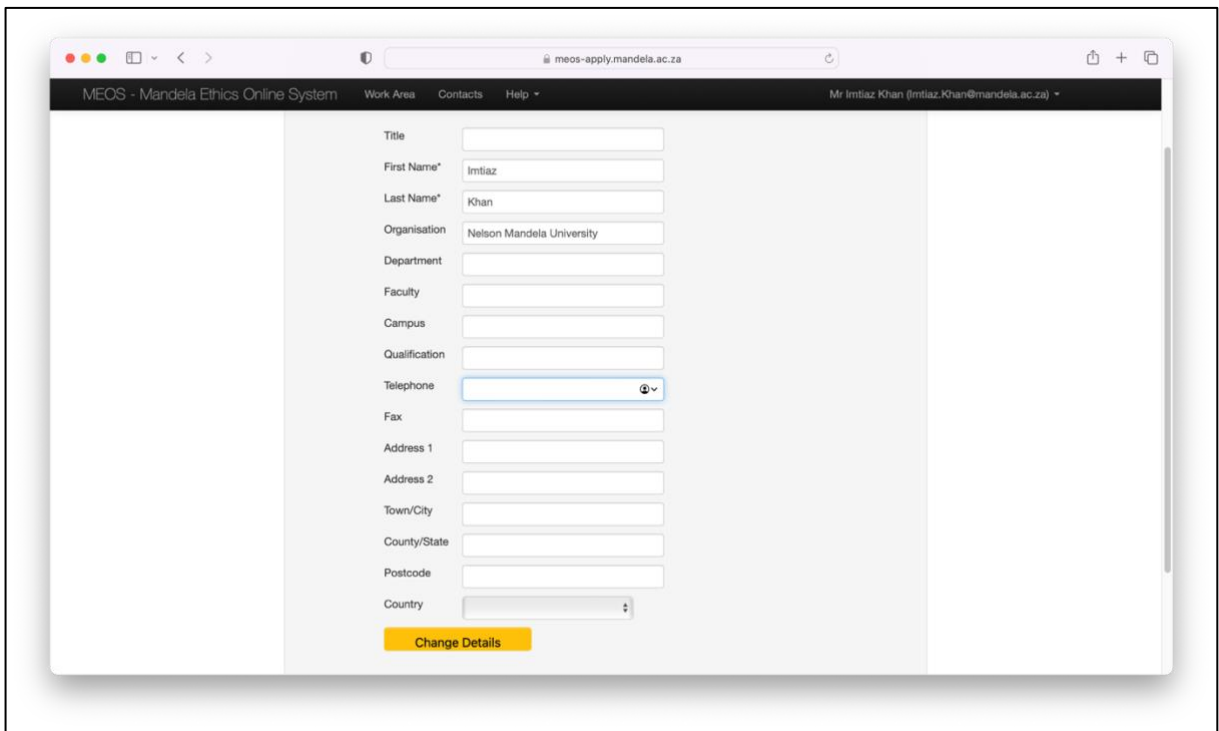 meos-apply.mandela.ac.za
MEOS - Mandela Ethics Online System Work Area Contacts Help Mr Imtiaz Khan (Imtiaz.Khan@mandela.ac.za)
Title
First Name* Imtiaz
Last Name* Khan
Organisation Nelson Mandela University
Department
Faculty
Campus
Qualification
Telephone
Fax
Address 1
Address 2
Town/City
County/State
Postcode
Country
Change Details